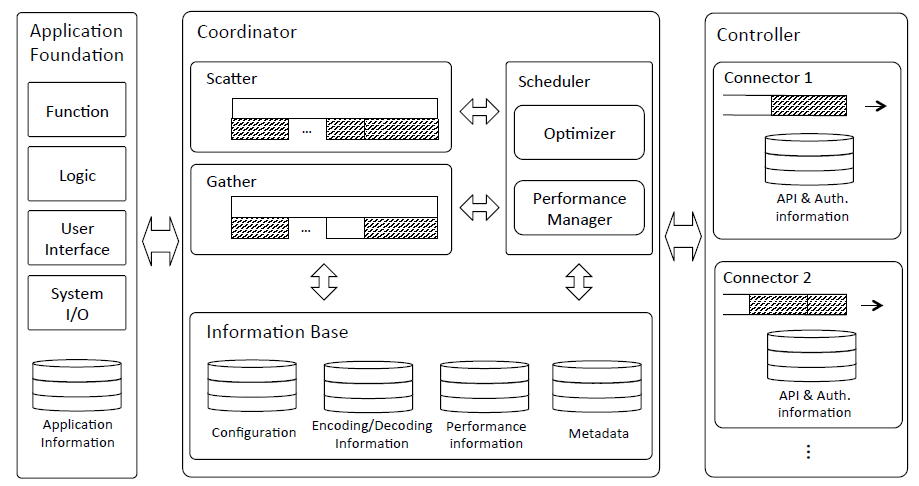 Application
Foundation
Function
Logic
User
Interface
System
I/O
Application
Information
Coordinator
Scatter
...
Gather
...
Scheduler
Optimizer
Performance
Manager
Information Base
Configuration
Encoding/Decoding
Information
Performance
information
Metadata
Controller
Connector 1
API & Auth.
information
Connector 2
API & Auth.
information
⋮